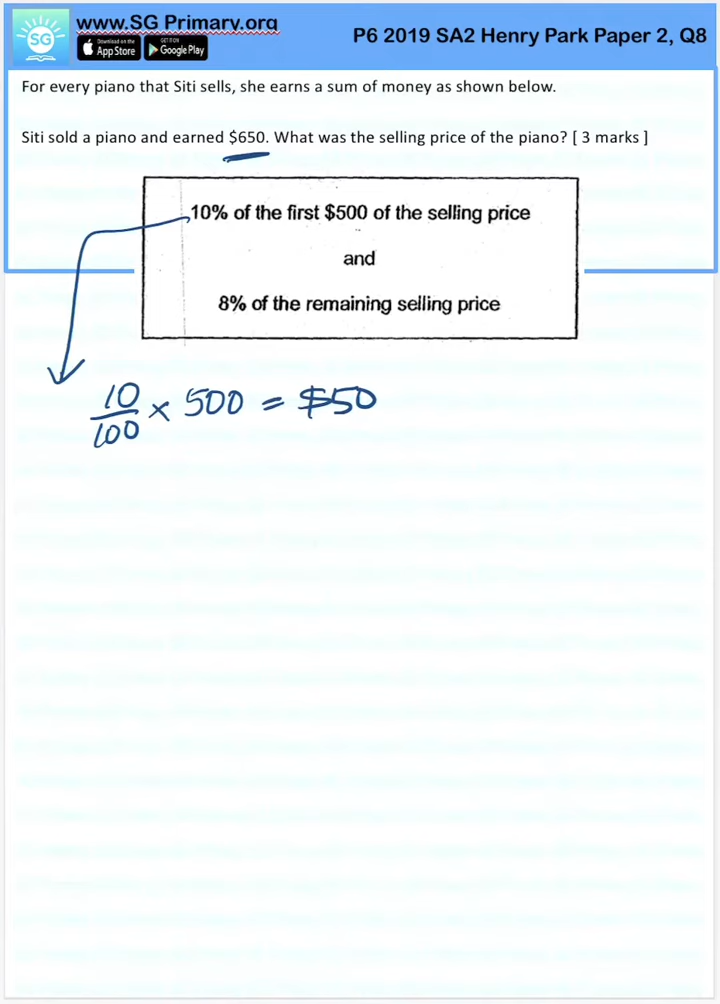 www.SG Primary.org
SG
Download on the
App Store
GET IT ON
Google Play
P6 2019 SA2 Henry Park Paper 2, Q8
For every piano that Siti sells, she earns a sum of money as shown below.
Siti sold a piano and earned $650. What was the selling price of the piano? [ 3 marks ]
10% of the first $500 of the selling price
and
8% of the remaining selling price
10/100 × 500 = $50